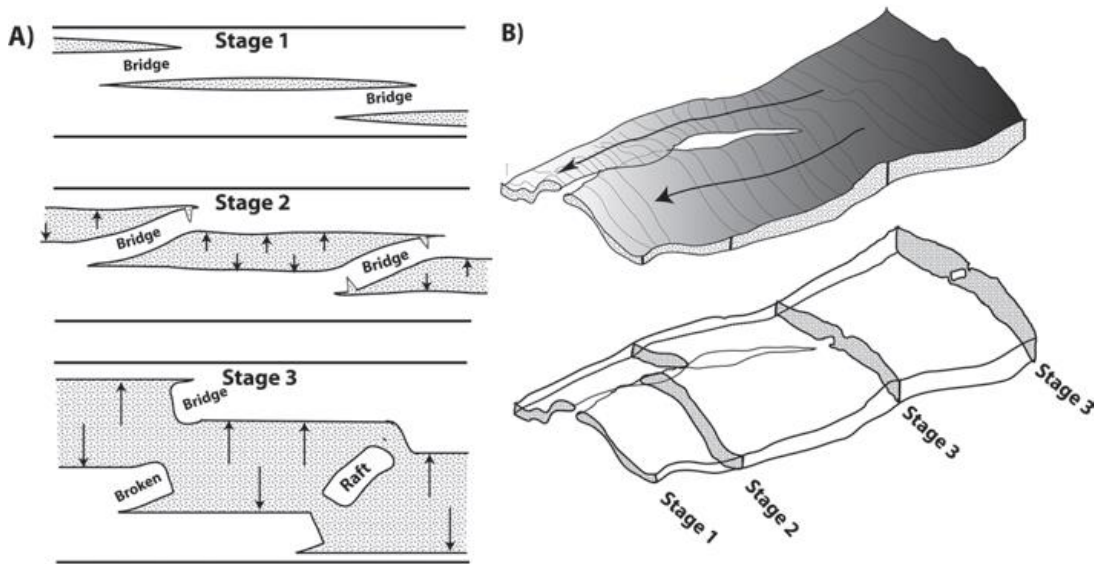 A)
Stage 1
Bridge
Bridge
Stage 2
Bridge
Bridge
Stage 3
Bridge
Broken
Raft
B)
Stage 3
Stage 3
Stage 2
Stage 1